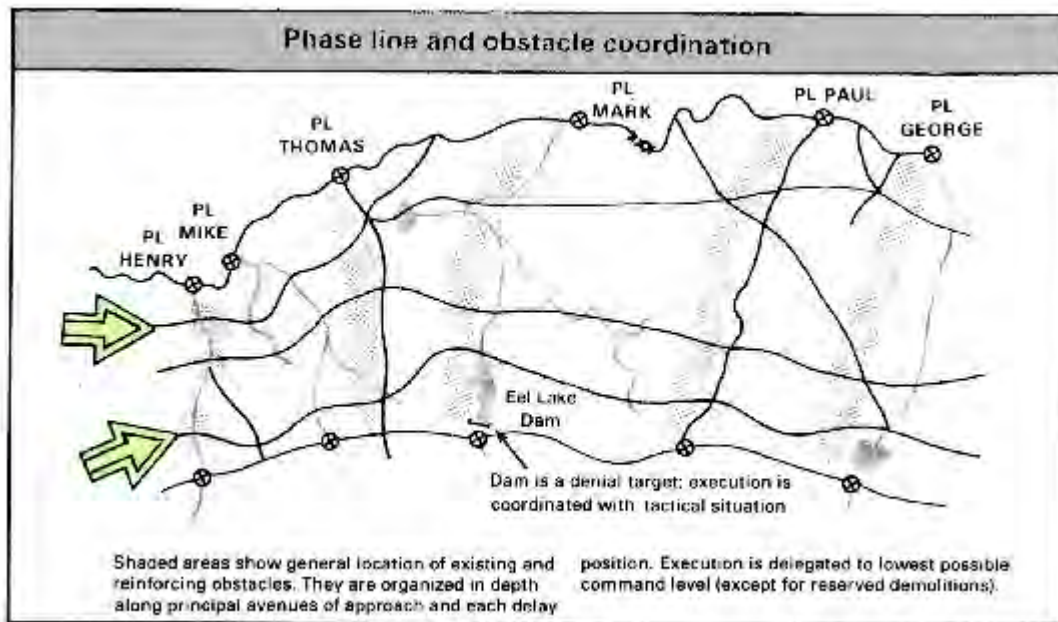 Phase line and obstacle coordination
PL
MARK
PL PAUL
PL
GEORGE
PL
THOMAS
PL
MIKE
PL
HENRY
Eel Lake
Dam
Dam is a denial target; execution is
coordinated with tactical situation
Shaded areas show general location of existing and
reinforcing obstacles. They are organized in depth
along principal avenues of approach and each delay
position. Execution is delegated to lowest possible
command level (except for reserved demolitions).